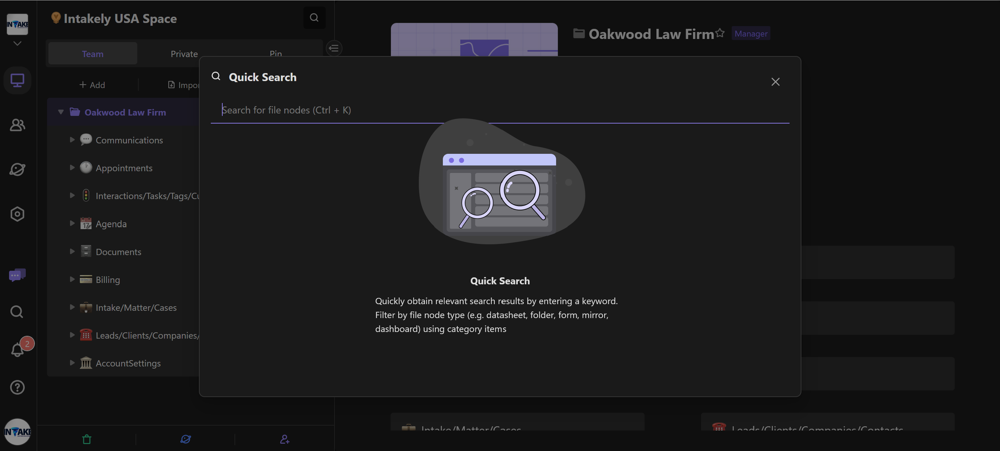 INTAKE
Intakely USA Space
Team
Private
Pin
Add
Impor
Oakwood Law Firm
Communications
Appointments
Interactions/Tasks/Tags/Cu
17
Agenda
Documents
Billing
Intake/Matter/Cases
Leads/Clients/Companies/
AccountSettings
2
INTAKE
Oakwood Law Firm
Manager
Quick Search
Search for file nodes (Ctrl + K)
Quick Search
Quickly obtain relevant search results by entering a keyword.
Filter by file node type (e.g. datasheet, folder, form, mirror,
dashboard) using category items
Intake/Matter/Cases
Leads/Clients/Companies/Contacts